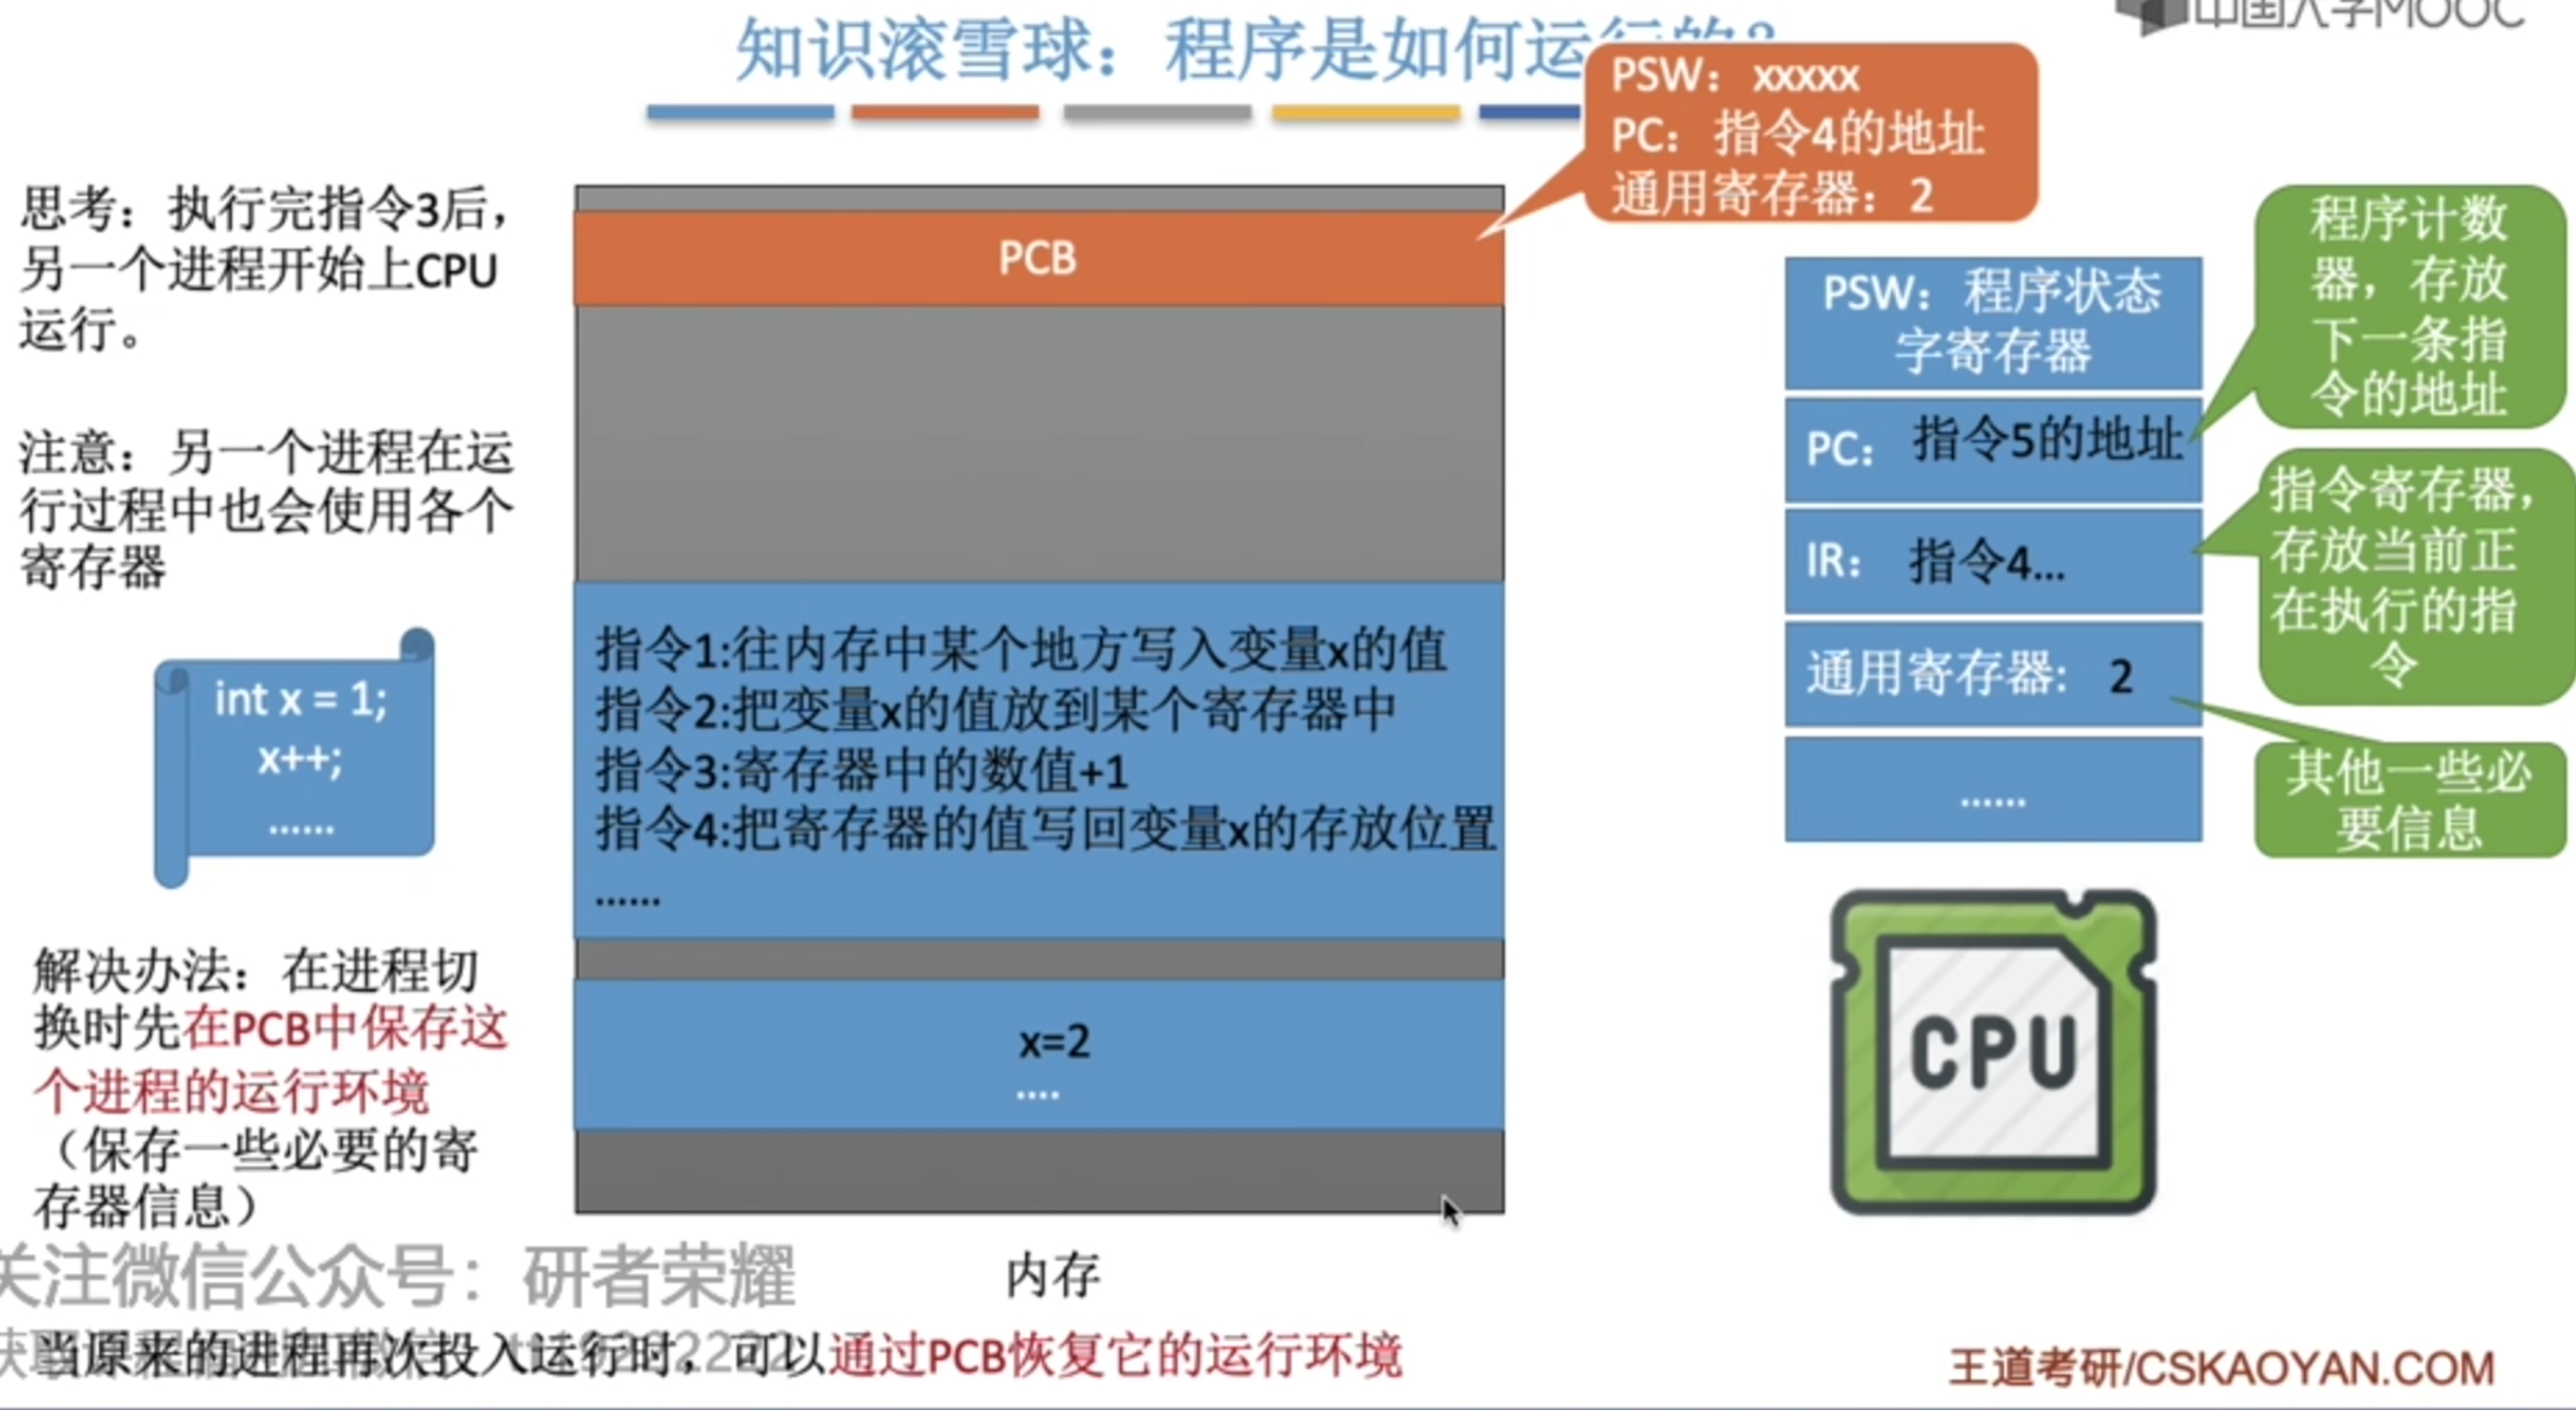 中国大学MOOC
知识滚雪球：程序是如何运行的？
PSW：xxxxx
PC：指令4的地址
通用寄存器：2
思考：执行完指令3后，
另一个进程开始上CPU
运行。
注意：另一个进程在运
行过程中也会使用各个
寄存器
int x = 1;
x++;
......
解决办法：在进程切
换时先在PCB中保存这
个进程的运行环境
（保存一些必要的寄
存器信息）
PCB
指令1:往内存中某个地方写入变量x的值
指令2:把变量x的值放到某个寄存器中
指令3:寄存器中的数值+1
指令4:把寄存器的值写回变量x的存放位置
......
x=2
....
内存
PSW：程序状态
字寄存器
PC：指令5的地址
IR：指令4...
通用寄存器：2
......
程序计数
器，存放
下一条指
令的地址
指令寄存器，
存放当前正
在执行的指
令
其他一些必
要信息
CPU
关注微信公众号：研者荣耀
当原来的进程再次投入运行时，可以通过PCB恢复它的运行环境
王道考研/CSKAOYAN.COM